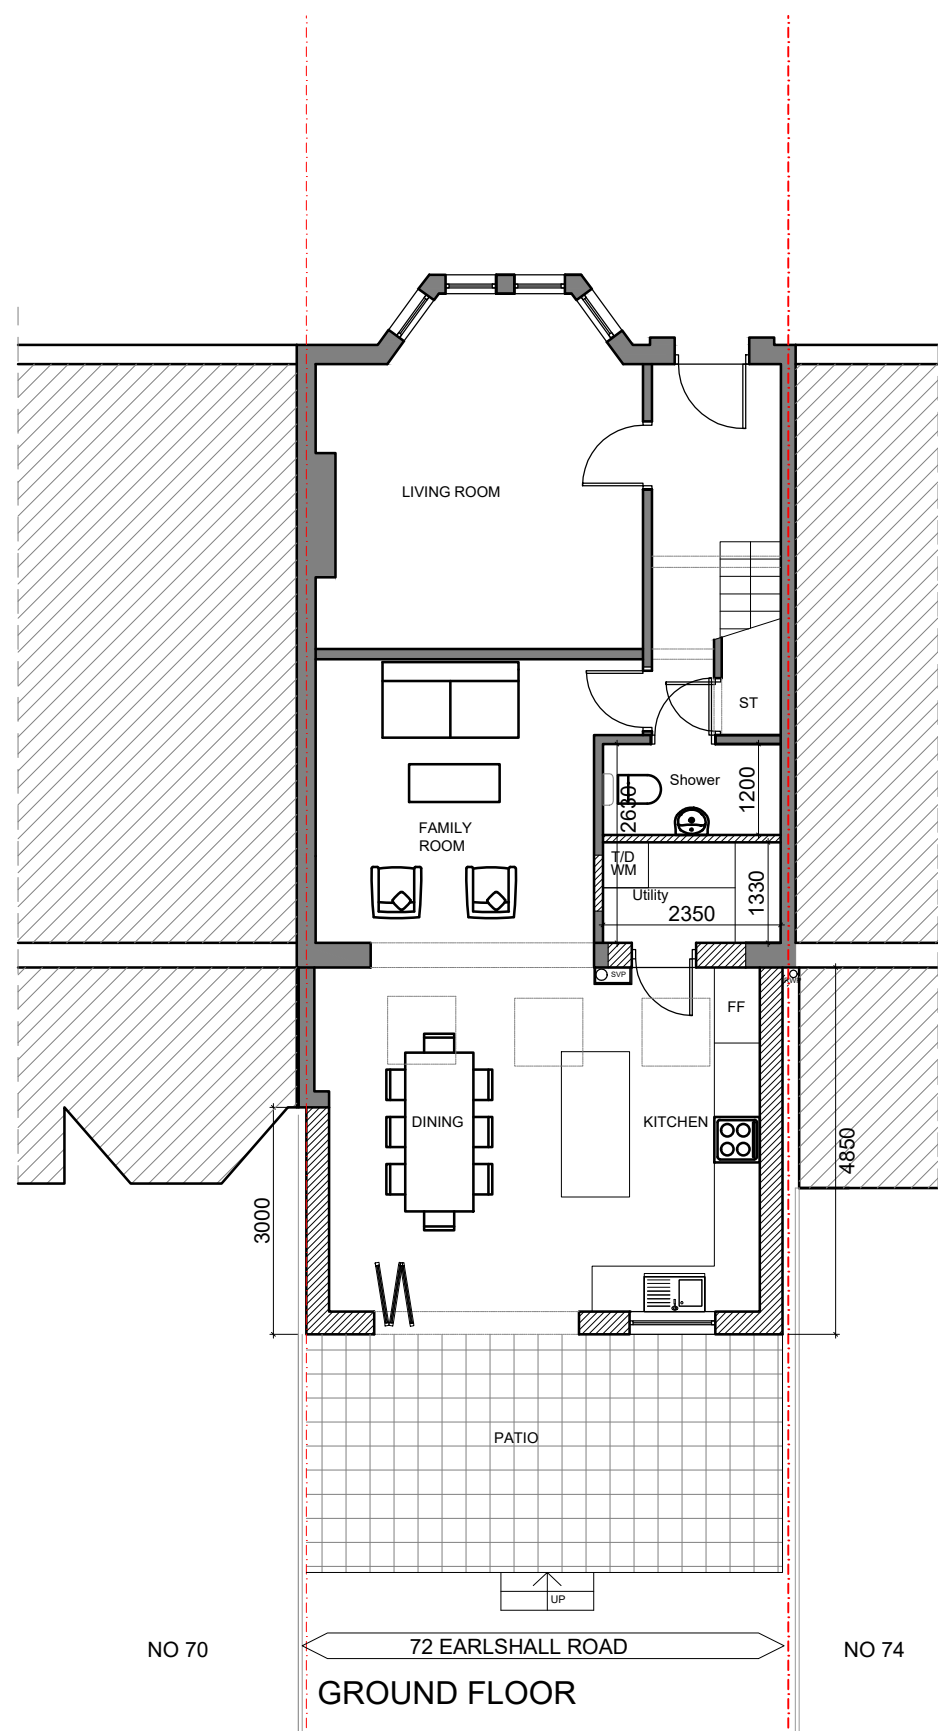 LIVING ROOM
ST
Shower
1200
2630
FAMILY
ROOM
T/D
WM
Utility
1330
2350
SVP
FF
DINING
KITCHEN
4850
3000
PATIO
UP
NO 70
72 EARLSHALL ROAD
NO 74
GROUND FLOOR